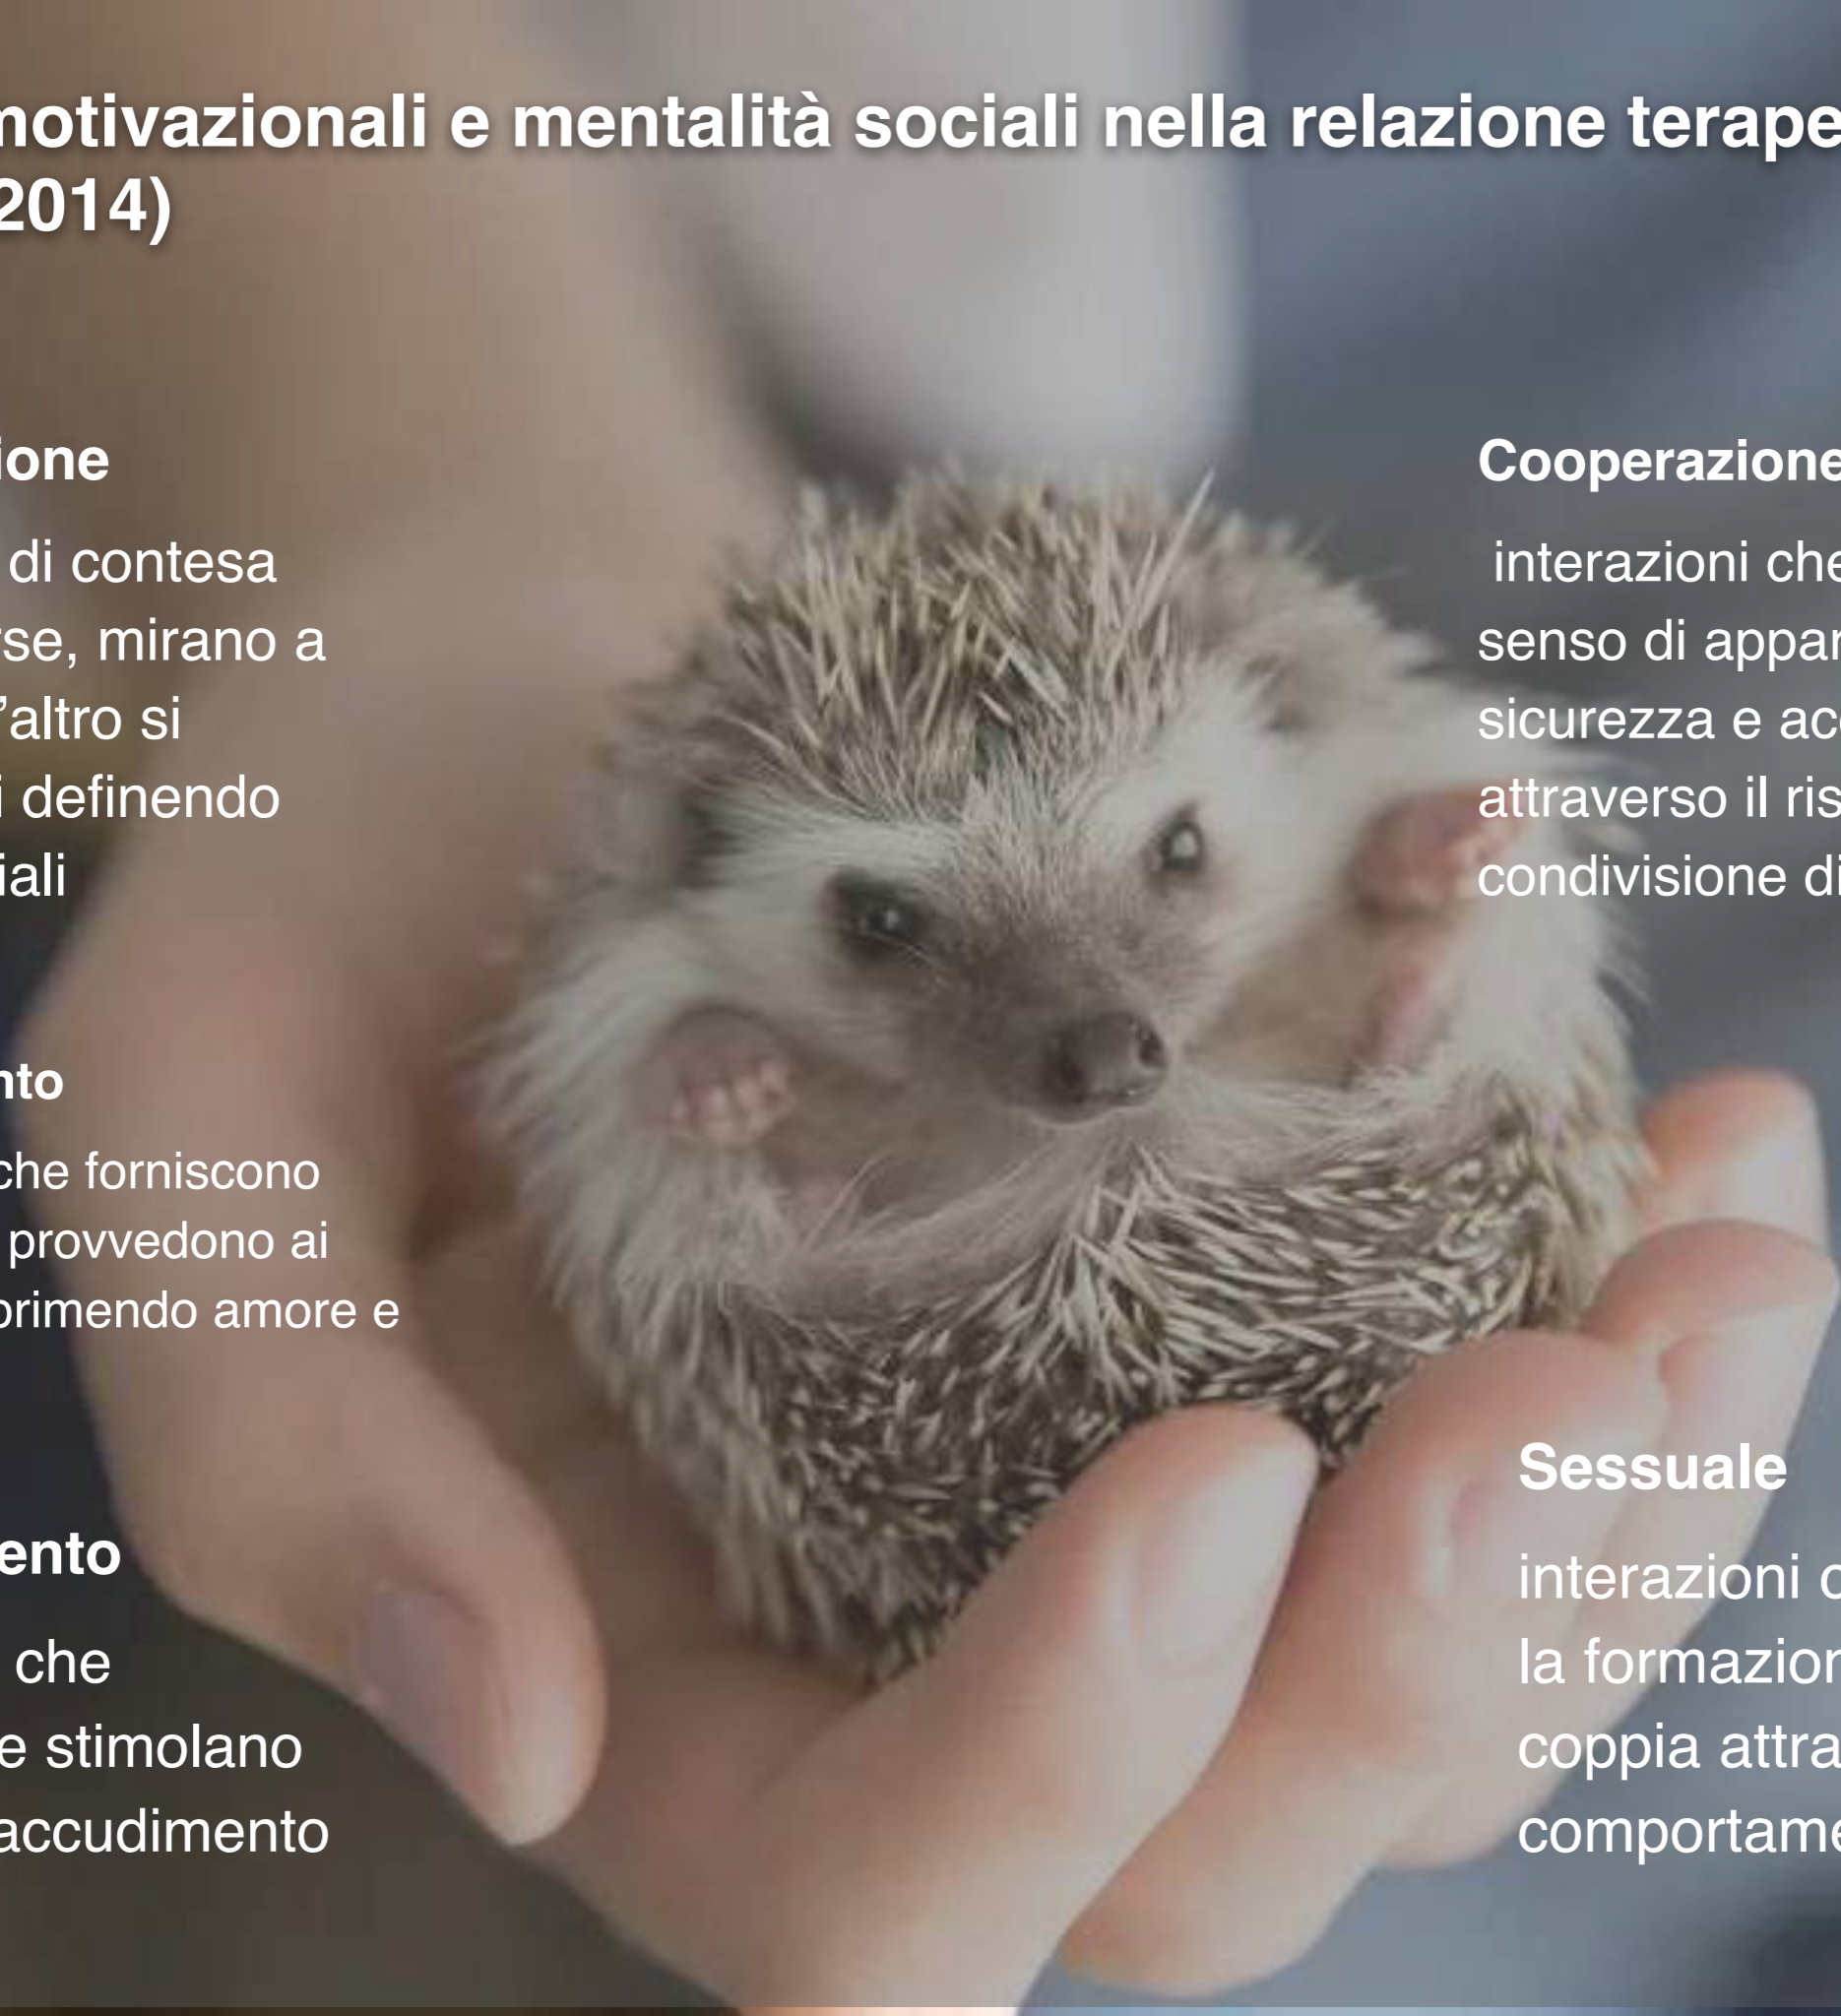 motivazionali e mentalità sociali nella relazione terape
2014)
ione
di contesa
rse, mirano a
l'altro si
i definendo
iali
nto
che forniscono
provvedono ai
primendo amore e
ento
che
e stimolano
accudimento
Cooperazione
interazioni che
senso di appar
sicurezza e acc
attraverso il ris
condivisione di
Sessuale
interazioni c
la formazion
coppia attra
comportame